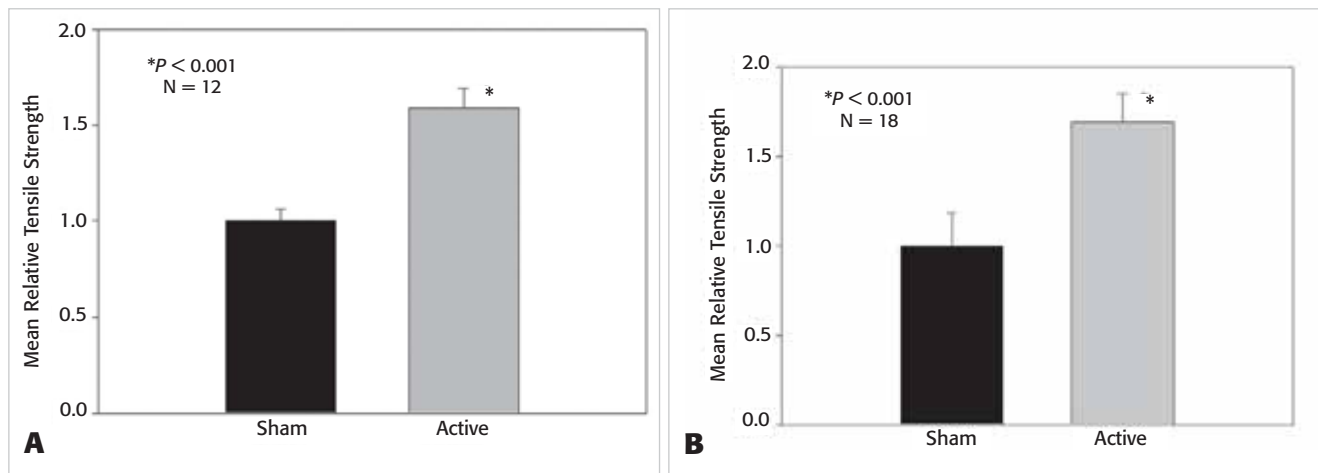 2.0
*P < 0.001
N = 12
*
1.5
1.0
0.5
0.0
Mean Relative Tensile Strength
Sham Active
A
2.0
*P < 0.001
N = 18
*
1.5
1.0
0.5
0.0
Mean Relative Tensile Strength
Sham Active
B